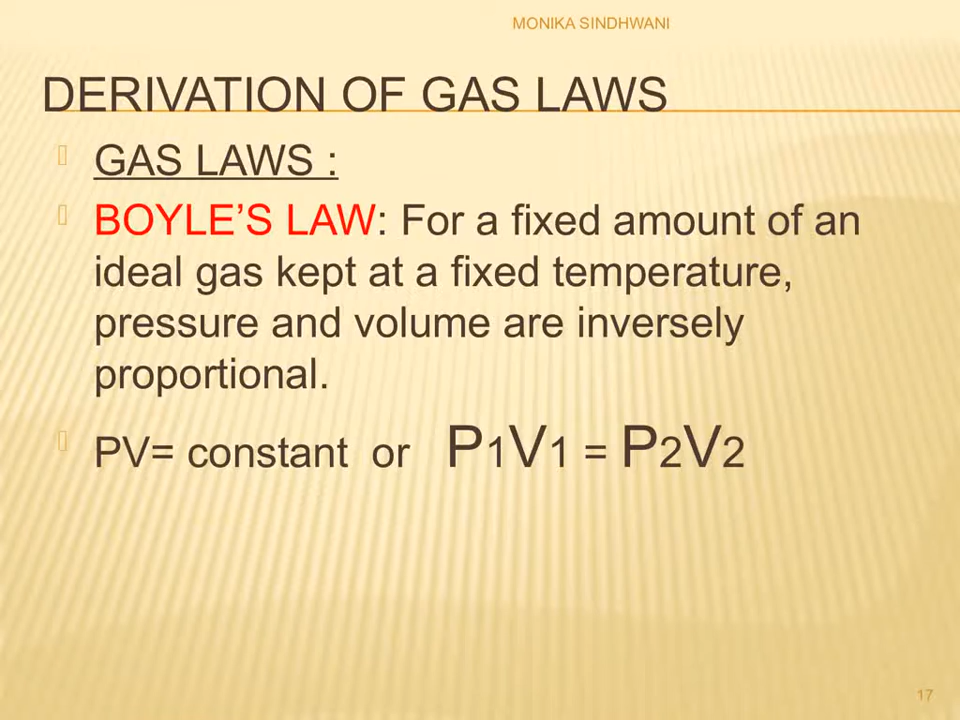 MONIKA SINDHWANI
DERIVATION OF GAS LAWS
GAS LAWS :
BOYLE’S LAW: For a fixed amount of an
ideal gas kept at a fixed temperature,
pressure and volume are inversely
proportional.
PV= constant or P1V1 = P2V2
17